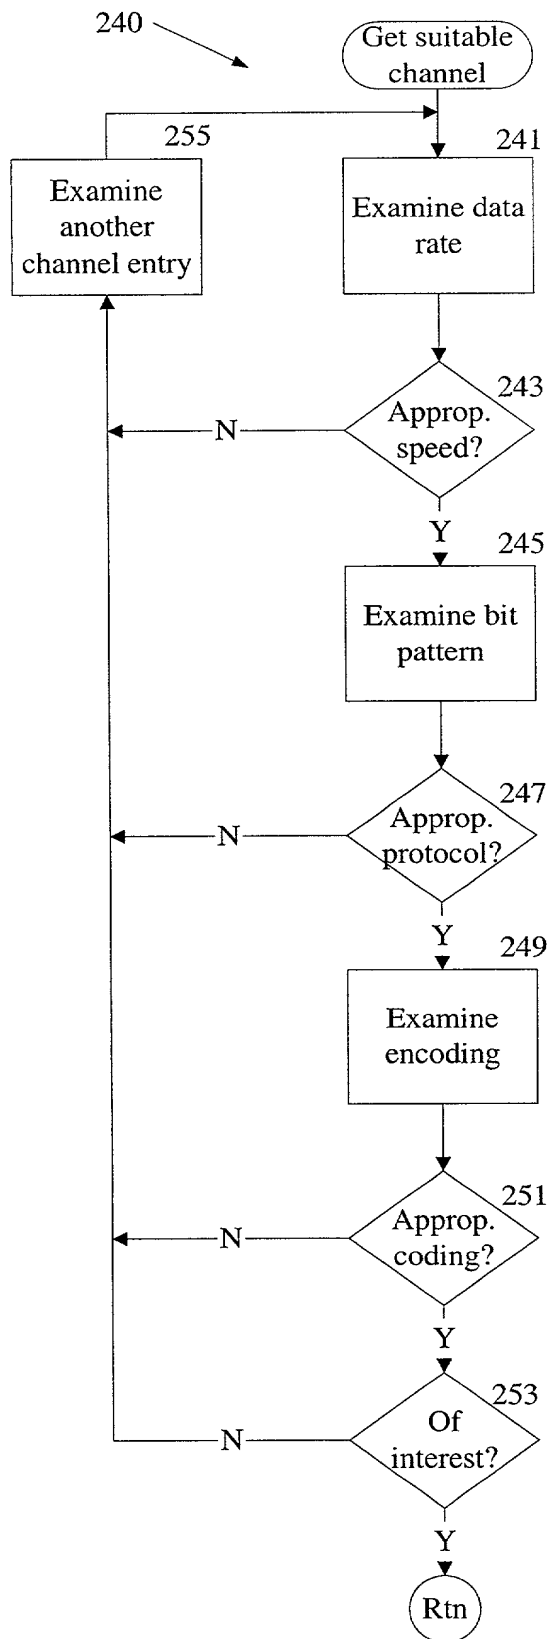 240
Get suitable
channel
255
241
Examine
another
channel entry
Examine data
rate
243
Approp.
speed?
N
Y
245
Examine bit
pattern
247
Approp.
protocol?
N
Y
249
Examine
encoding
251
Approp.
coding?
N
Y
253
Of
interest?
N
Y
Rtn